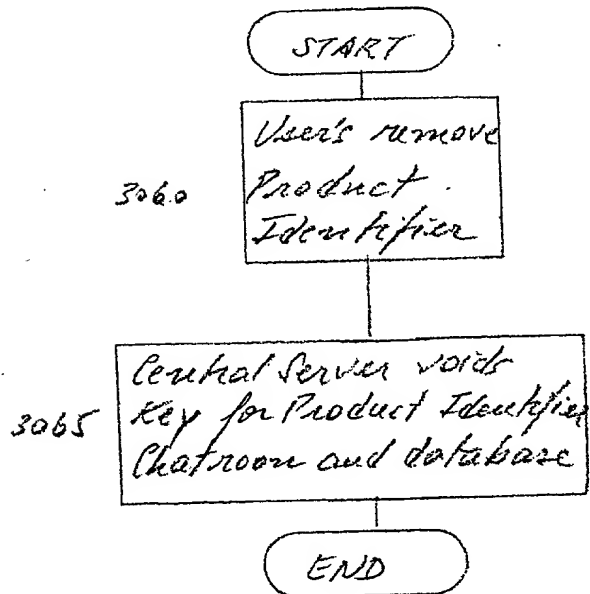 START
User's remove
3060 Product
Identifier
Central Server voids
3065 Key for Product Identifier
Chatroom and database
END